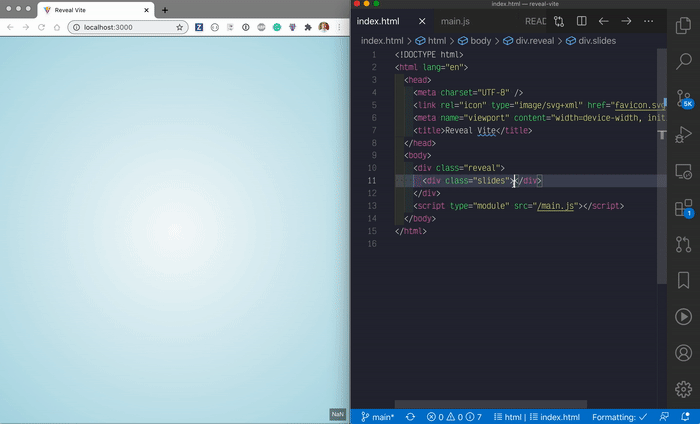 Reveal Vite
localhost:3000
NaN
index.html — reveal-vite
index.html
main.js
READ
index.html > html > body > div.reveal > div.slides
1 <!DOCTYPE html>
2 <html lang="en">
3 <head>
4 <meta charset="UTF-8" />
5 <link rel="icon" type="image/svg+xml" href="favicon.svg
6 <meta name="viewport" content="width=device-width, init
7 <title>Reveal Vite</title>
8 </head>
9 <body>
10 <div class="reveal">
11 <div class="slides"></div>
12 </div>
13 <script type="module" src="/main.js"></script>
14 </body>
15 </html>
16
5K
1
main*
0
0
7
html
index.html
Formatting: ✓